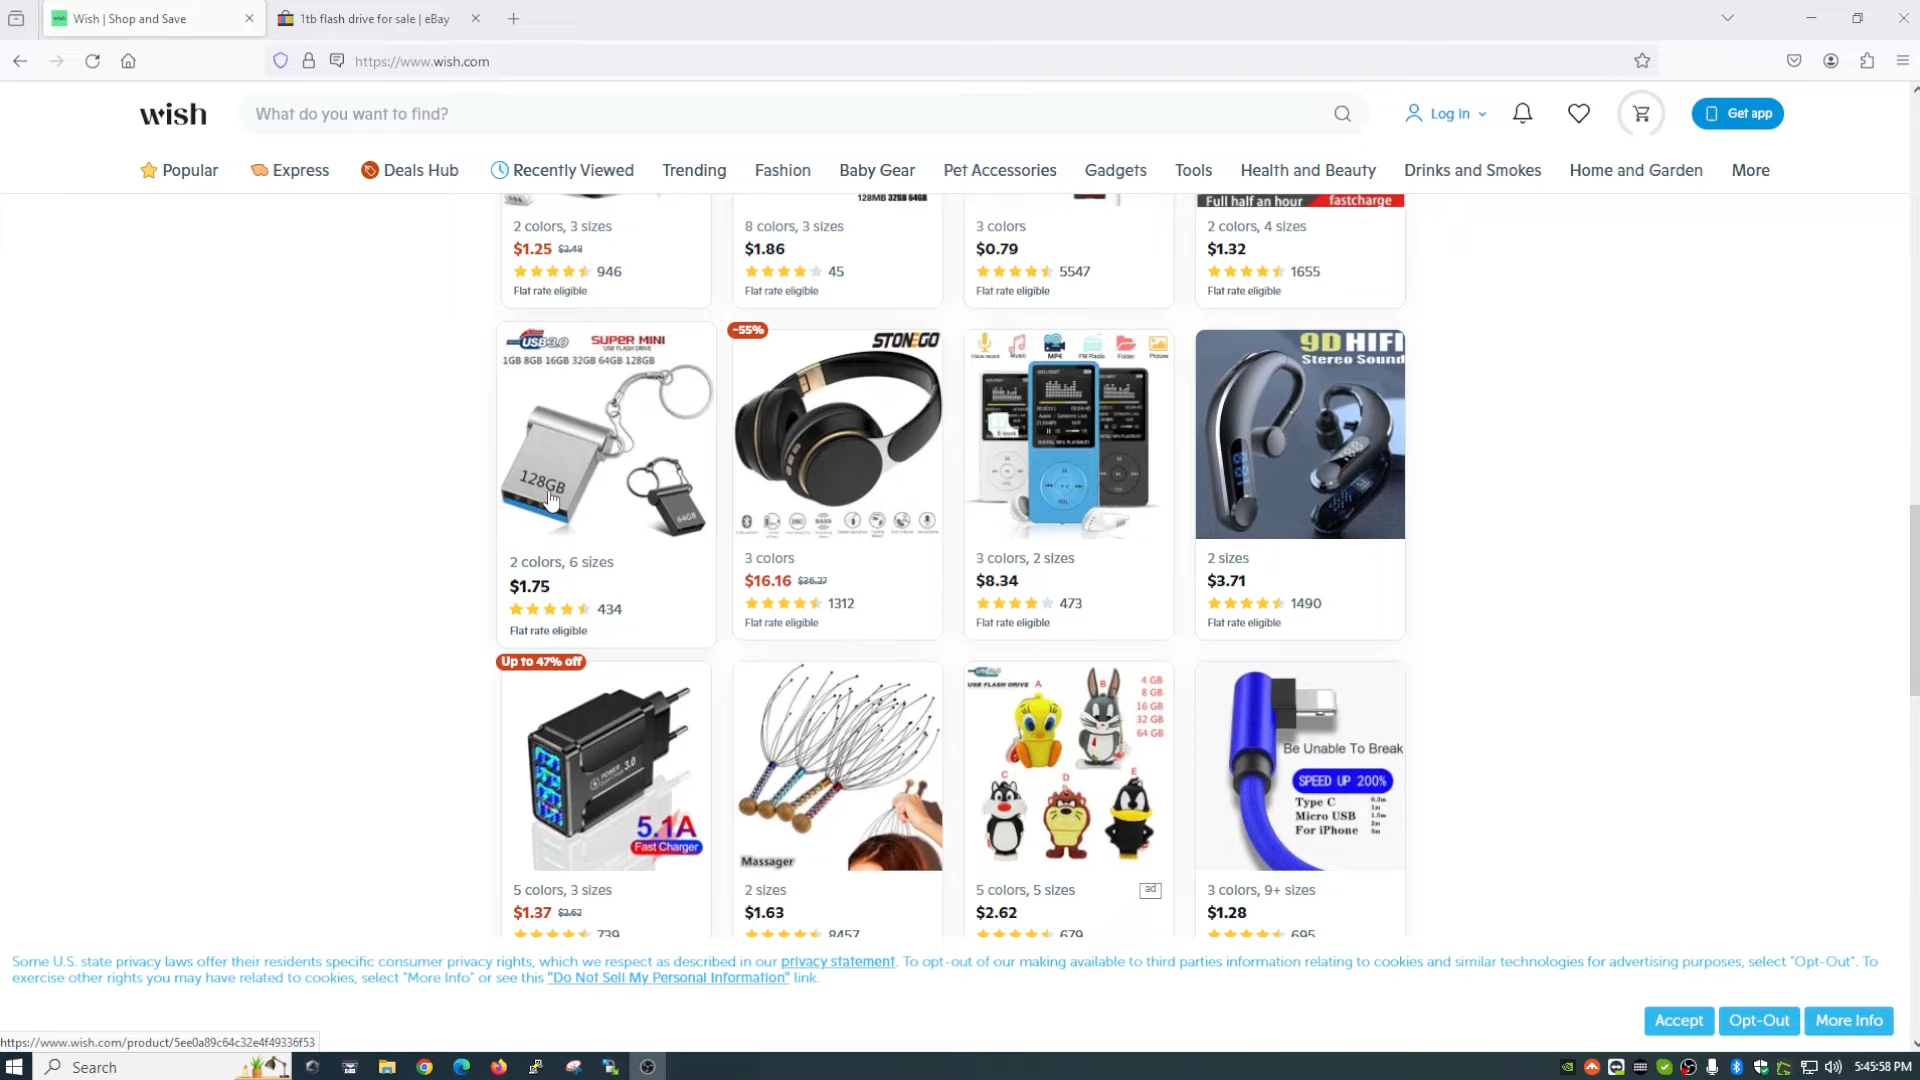 Wish | Shop and Save
1tb flash drive for sale | eBay
https://www.wish.com
wish
What do you want to find?
Log in
Get app
Popular
Express
Deals Hub
Recently Viewed
Trending
Fashion
Baby Gear
Pet Accessories
Gadgets
Tools
Health and Beauty
Drinks and Smokes
Home and Garden
More
128MB 32GB 64GB
Full half an hour fastcharge
2 colors, 3 sizes
$1.25 $2.48
946
Flat rate eligible
8 colors, 3 sizes
$1.86
45
Flat rate eligible
3 colors
$0.79
5547
Flat rate eligible
2 colors, 4 sizes
$1.32
1655
Flat rate eligible
USB3.0 SUPER MINI
USB FLASH DRIVE
1GB 8GB 16GB 32GB 64GB 128GB
128GB
64GB
2 colors, 6 sizes
$1.75
434
Flat rate eligible
-55%
STONEGO
3 colors
$16.16 $36.27
1312
Flat rate eligible
Voice record Music MP4 FM Radio Folder Picture
3 colors, 2 sizes
$8.34
473
Flat rate eligible
9D HIFI
Stereo Sound
2 sizes
$3.71
1490
Flat rate eligible
Up to 47% off
POWER 3.0
5.1A
Fast Charger
5 colors, 3 sizes
$1.37 $2.62
739
Massager
2 sizes
$1.63
8457
USB FLASH DRIVE
A
B
4 GB
8 GB
16 GB
32 GB
64 GB
C
D
E
5 colors, 5 sizes
ad
$2.62
679
Be Unable To Break
SPEED UP 200%
Type C
Micro USB
For iPhone
3 colors, 9+ sizes
$1.28
695
Some U.S. state privacy laws offer their residents specific consumer privacy rights, which we respect as described in our privacy statement. To opt-out of our making available to third parties information relating to cookies and similar technologies for advertising purposes, select "Opt-Out". To
exercise other rights you may have related to cookies, select "More Info" or see this "Do Not Sell My Personal Information" link.
Accept
Opt-Out
More Info
https://www.wish.com/product/5ee0a89c64c32e4f49336f53
Search
5:45:58 PM